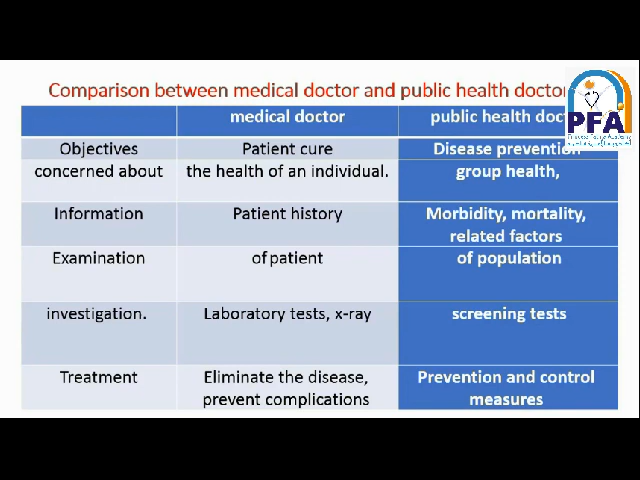 Comparison between medical doctor and public health doctor
medical doctor public health doct
Objectives Patient cure Disease prevention
concerned about the health of an individual. group health,
Information Patient history Morbidity, mortality,
related factors
Examination of patient of population
investigation. Laboratory tests, x-ray screening tests
Treatment Eliminate the disease, Prevention and control
prevent complications measures
PFA